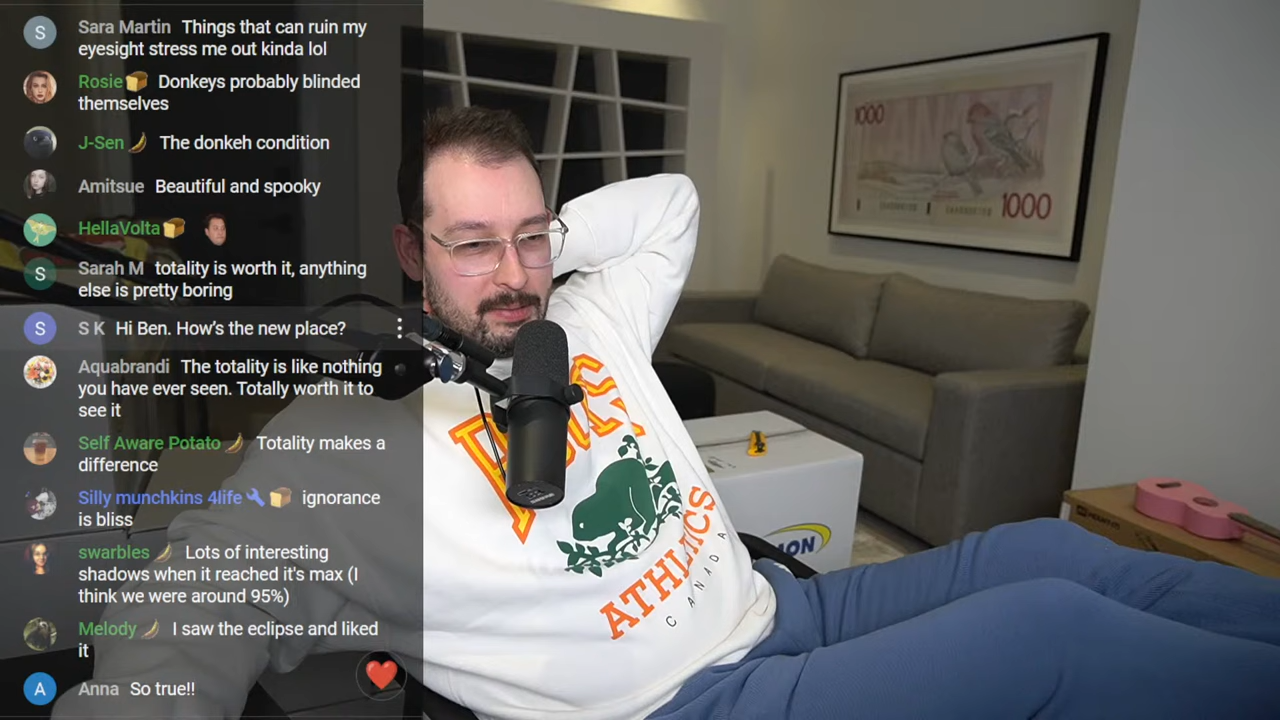 Sara Martin Things that can ruin my
eyesight stress me out kinda lol
Rosie Donkeys probably blinded
themselves
J-Sen The donkeh condition
Amitsue Beautiful and spooky
HellaVolta
Sarah M totality is worth it, anything
else is pretty boring
S K Hi Ben. How's the new place?
Aquabrandi The totality is like nothing
you have ever seen. Totally worth it to
see it
Self Aware Potato Totality makes a
difference
Silly munchkins 4life ignorance
is bliss
swarbles Lots of interesting
shadows when it reached it's max (I
think we were around 95%)
Melody I saw the eclipse and liked
it
Anna So true!!
S
S
S
A
1000
1000
ATHLETICS
CANADA